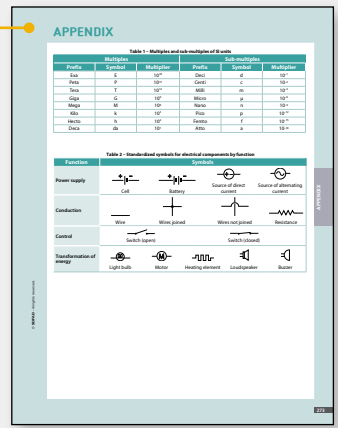 APPENDIX
Table 1 – Multiples and sub-multiples of SI units
Multiples Sub-multiples
Prefix Symbol Multiplier Prefix Symbol Multiplier
Exa E Deci d
Peta P Centi c
Tera T Milli m
Giga G Micro μ
Mega M Nano n
Kilo k Pico p
Hecto h Femto f
Deca da Atto a
Table 2 – Standardized symbols for electrical components by function
Function Symbols
Power supply
Cell Battery Source of direct current Source of alternating current
Conduction
Wire Wires joined Wires not joined Resistance
Control
Switch (open) Switch (closed)
Transformation of energy
M
Light bulb Motor Heating element Loudspeaker Buzzer
APPENDIX
273